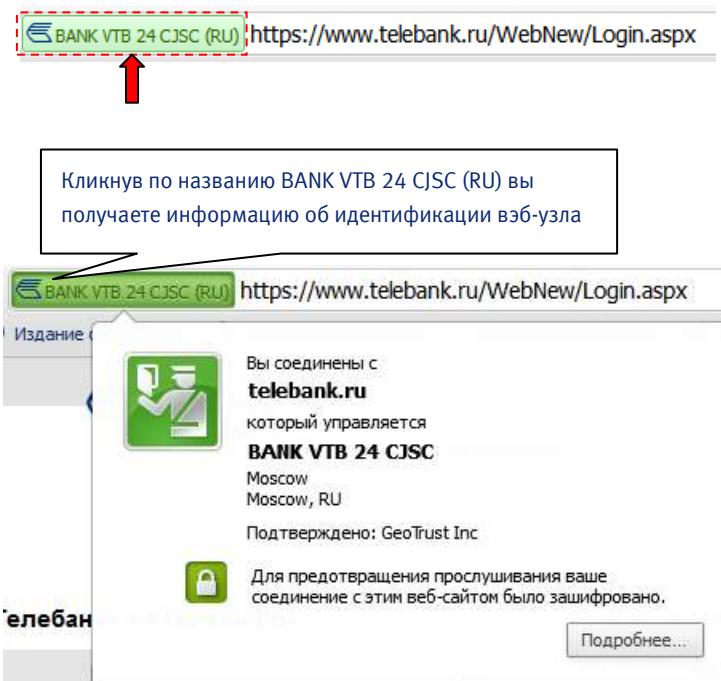 BANK VTB 24 CJSC (RU) https://www.telebank.ru/WebNew/Login.aspx
Кликнув по названию BANK VTB 24 CJSC (RU) вы
получаете информацию об идентификации вэб-узла
BANK VTB 24 CJSC (RU) https://www.telebank.ru/WebNew/Login.aspx
Издание
Вы соединены с
telebank.ru
который управляется
BANK VTB 24 CJSC
Moscow
Moscow, RU
Подтверждено: GeoTrust Inc
Для предотвращения прослушивания ваше
соединение с этим веб-сайтом было зашифровано.
елебан
Подробнее...